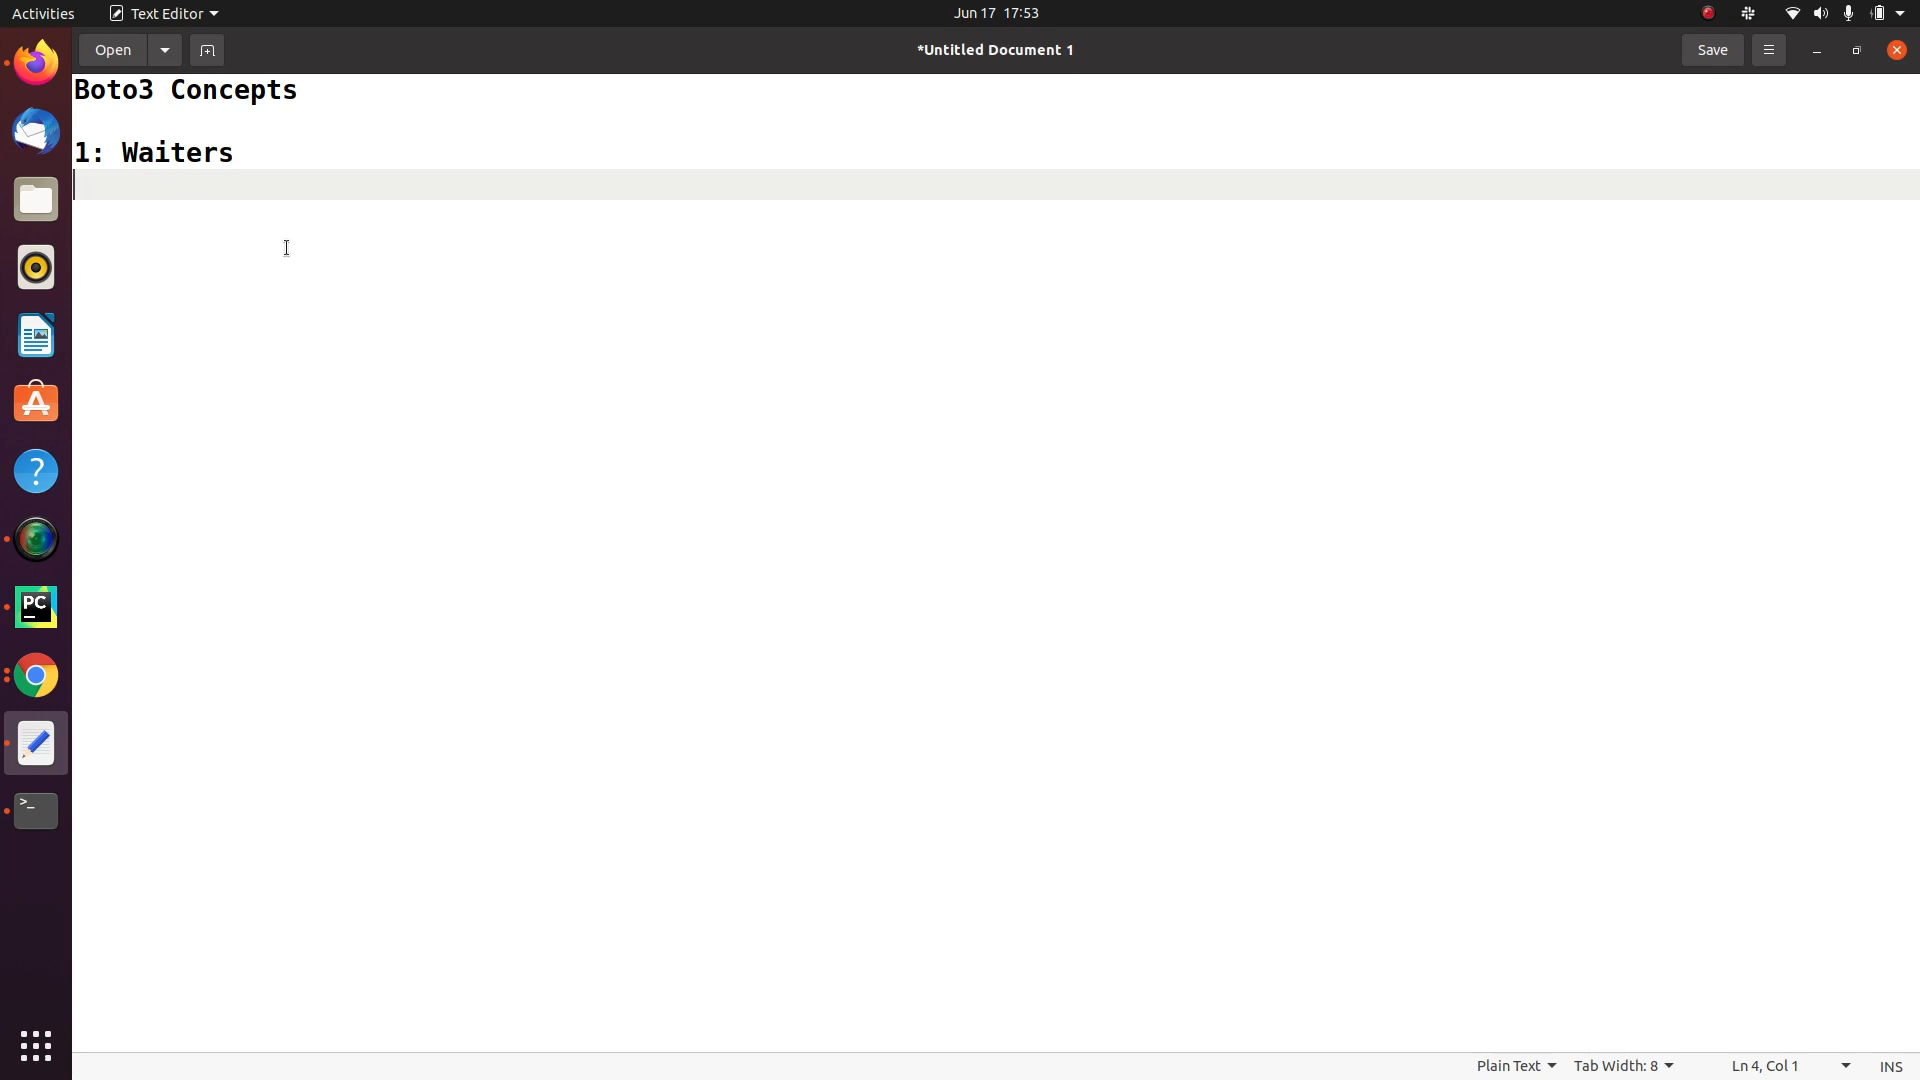 Activities
Text Editor
Jun 17 17:53
Open
*Untitled Document 1
Save
Boto3 Concepts
1: Waiters
?
PC
>_
Plain Text
Tab Width: 8
Ln 4, Col 1
INS